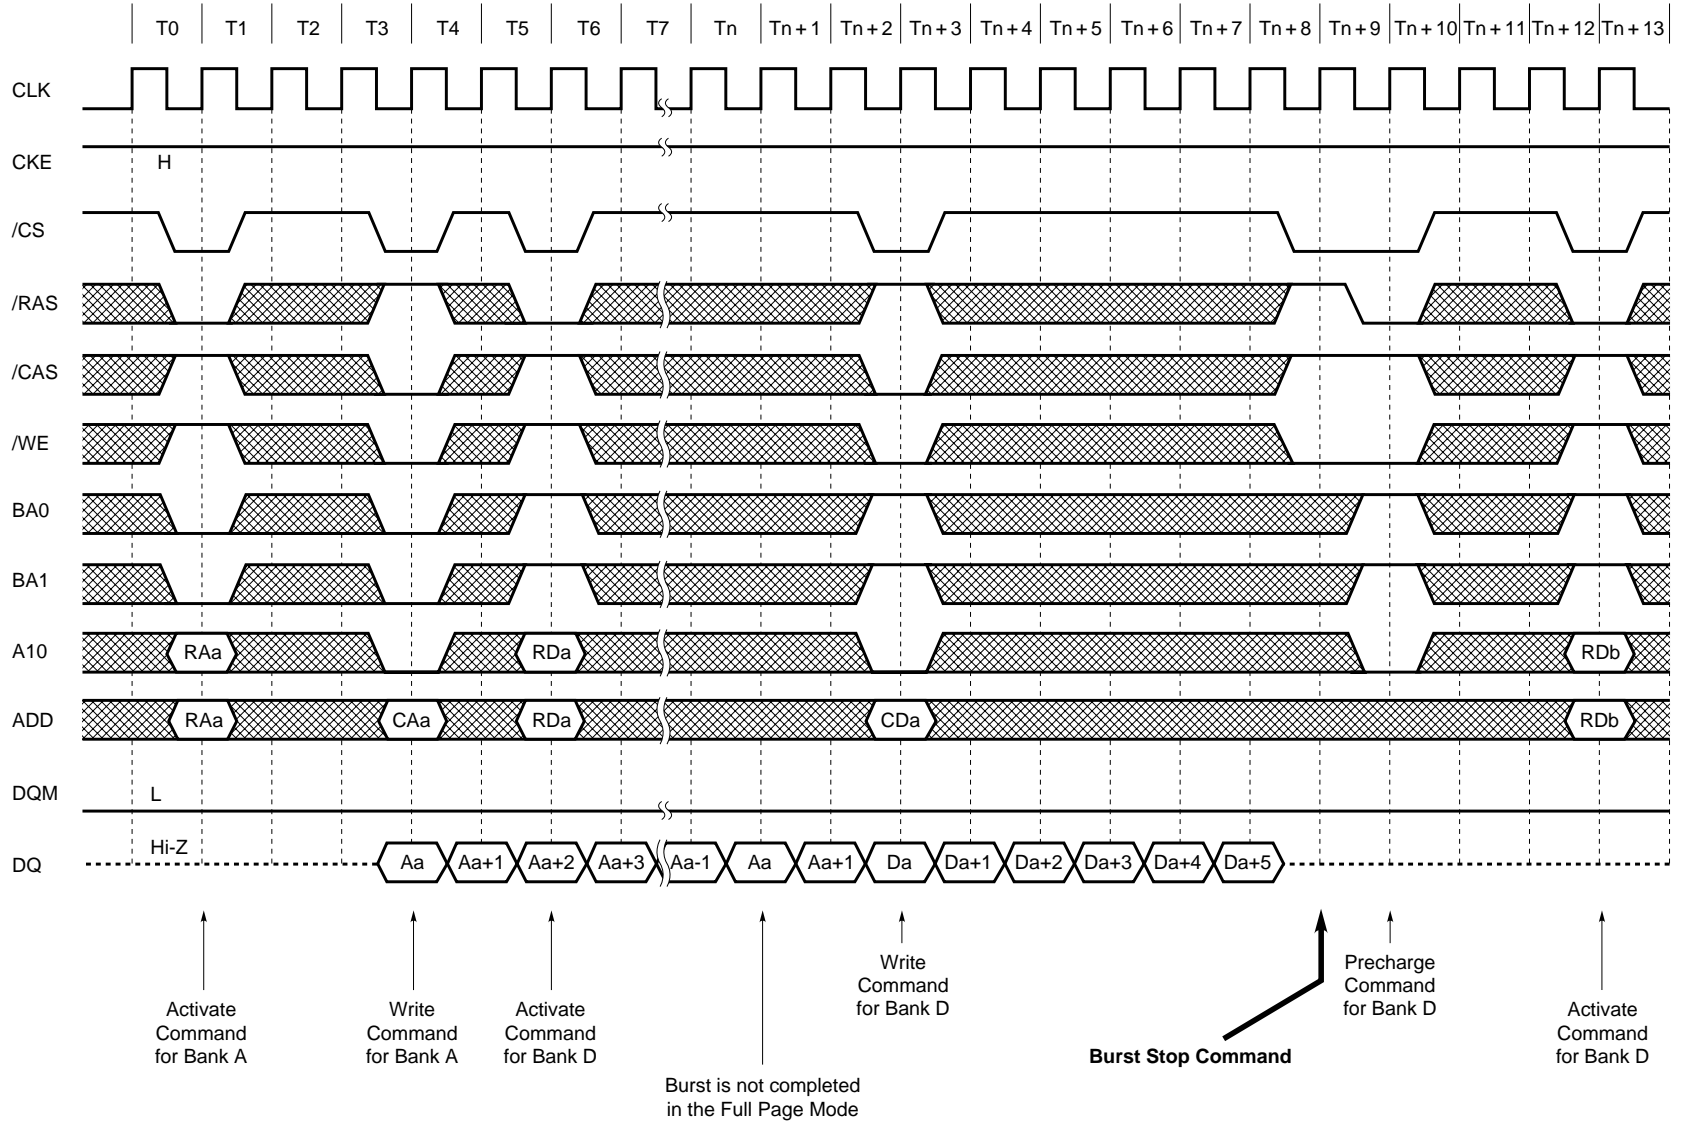 T0 T1 T2 T3 T4 T5 T6 T7 Tn Tn + 1 Tn + 2 Tn + 3 Tn + 4 Tn + 5 Tn + 6 Tn + 7 Tn + 8 Tn + 9 Tn + 10 Tn + 11 Tn + 12 Tn + 13
CLK
CKE H
/CS
/RAS
/CAS
/WE
BA0
BA1
A10 RAa RDa RDb
ADD RAa CAa RDa CDa RDb
DQM L
Hi-Z
DQ Aa Aa+1 Aa+2 Aa+3 Aa-1 Aa Aa+1 Da Da+1 Da+2 Da+3 Da+4 Da+5
Activate
Command
for Bank A
Write
Command
for Bank A
Activate
Command
for Bank D
Burst is not completed
in the Full Page Mode
Write
Command
for Bank D
Burst Stop Command
Precharge
Command
for Bank D
Activate
Command
for Bank D